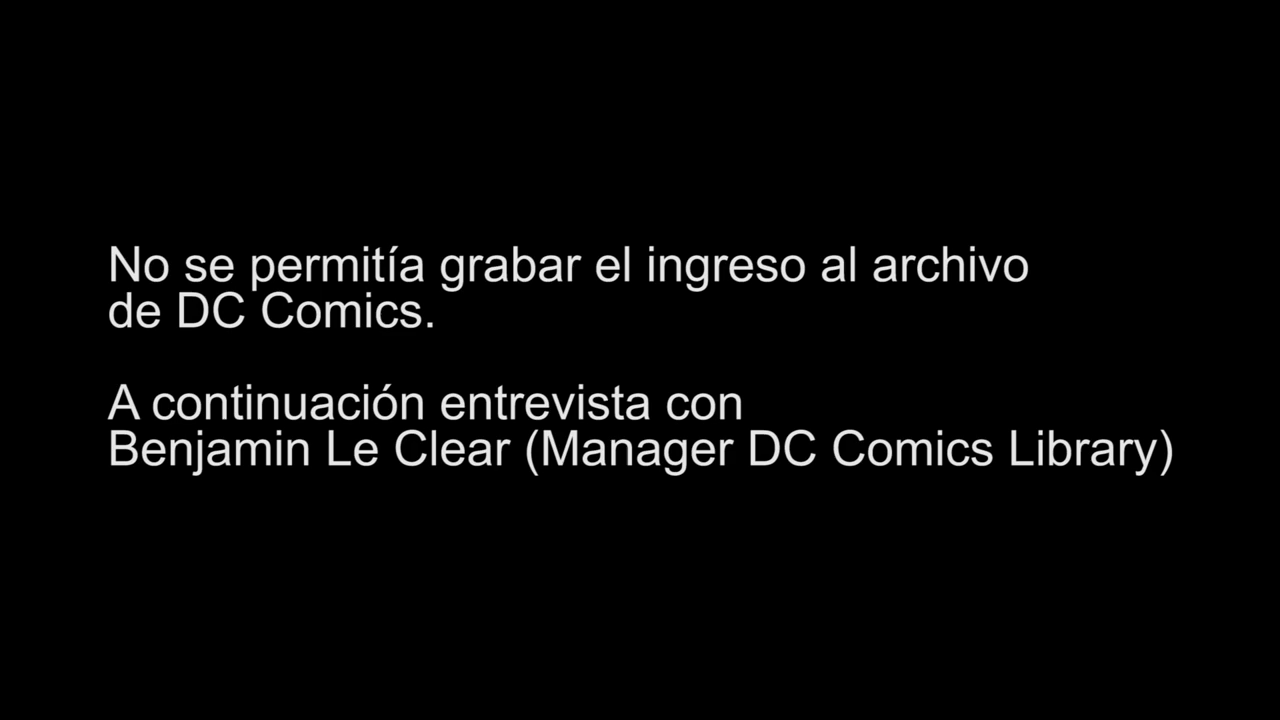 No se permitía grabar el ingreso al archivo
de DC Comics.
A continuación entrevista con
Benjamin Le Clear (Manager DC Comics Library)